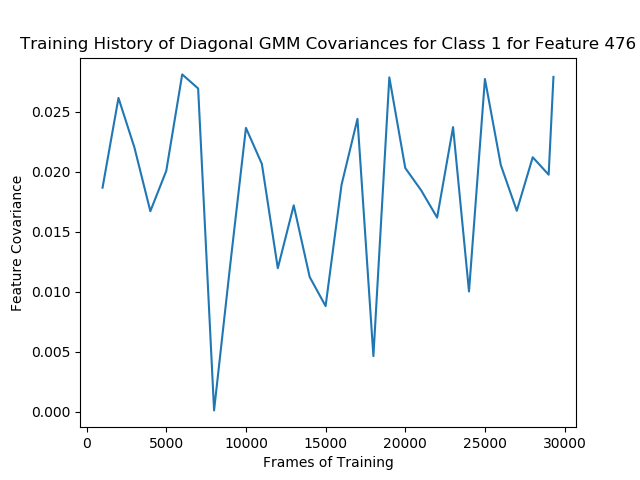 Training History of Diagonal GMM Covariances for Class 1 for Feature 476
Feature Covariance
0.025
0.020
0.015
0.010
0.005
0.000
0 5000 10000 15000 20000 25000 30000
Frames of Training